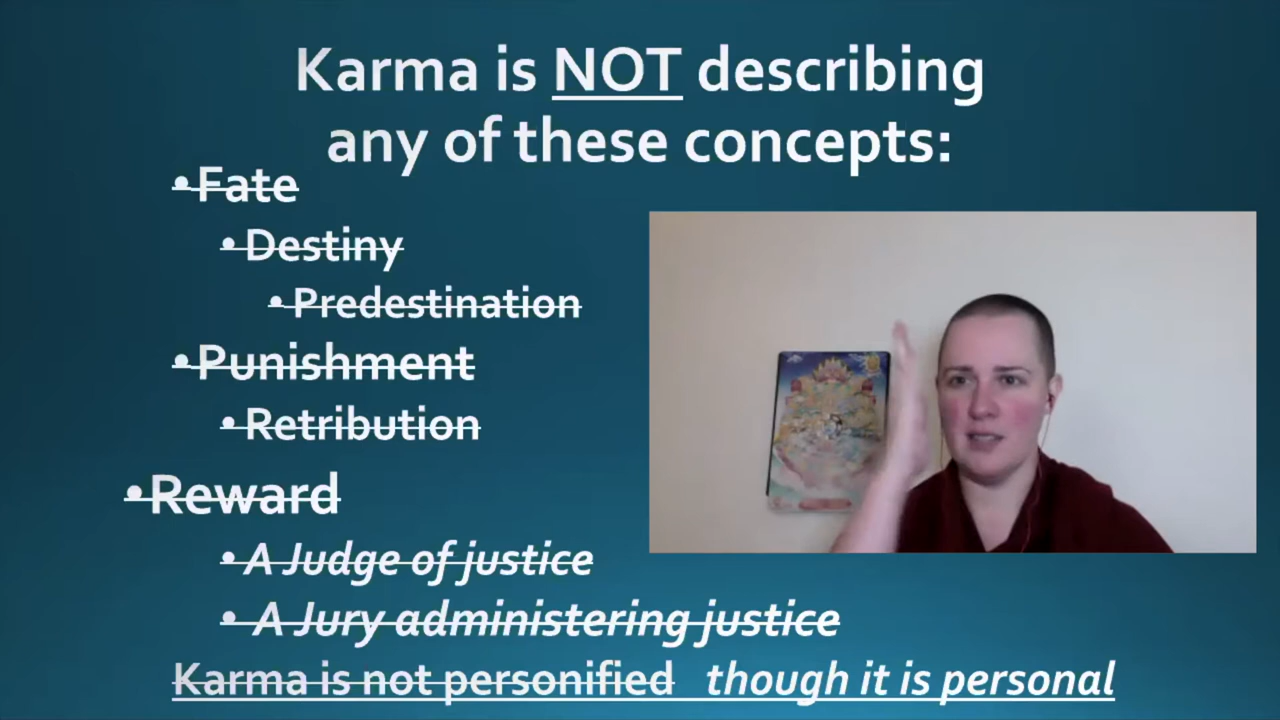 Karma is NOT describing
any of these concepts:
•Fate
•Destiny
•Predestination
•Punishment
•Retribution
•Reward
•A Judge of justice
• A Jury administering justice
Karma is not personified though it is personal